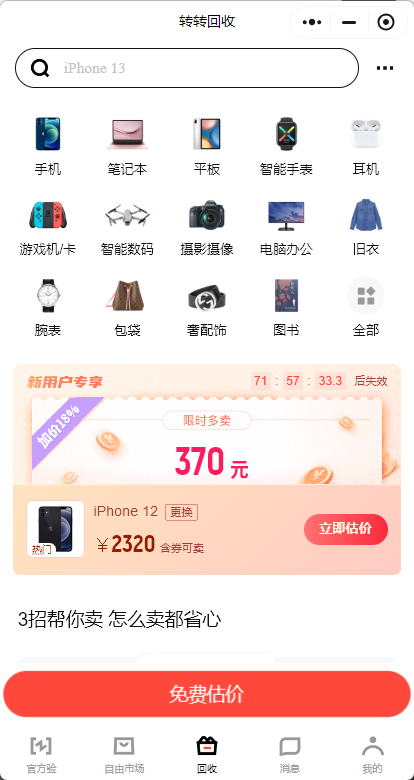 转转回收
iPhone 13
手机 笔记本 平板 智能手表 耳机
游戏机/卡 智能数码 摄影摄像 电脑办公 旧衣
腕表 包袋 奢配饰 图书 全部
新用户专享 71 : 57 : 33.3 后失效
加价18%
限时多卖
370 元
iPhone 12 更换
¥2320 含券可卖
热门
立即估价
3招帮你卖 怎么卖都省心
免费估价
官方验 自由市场 回收 消息 我的